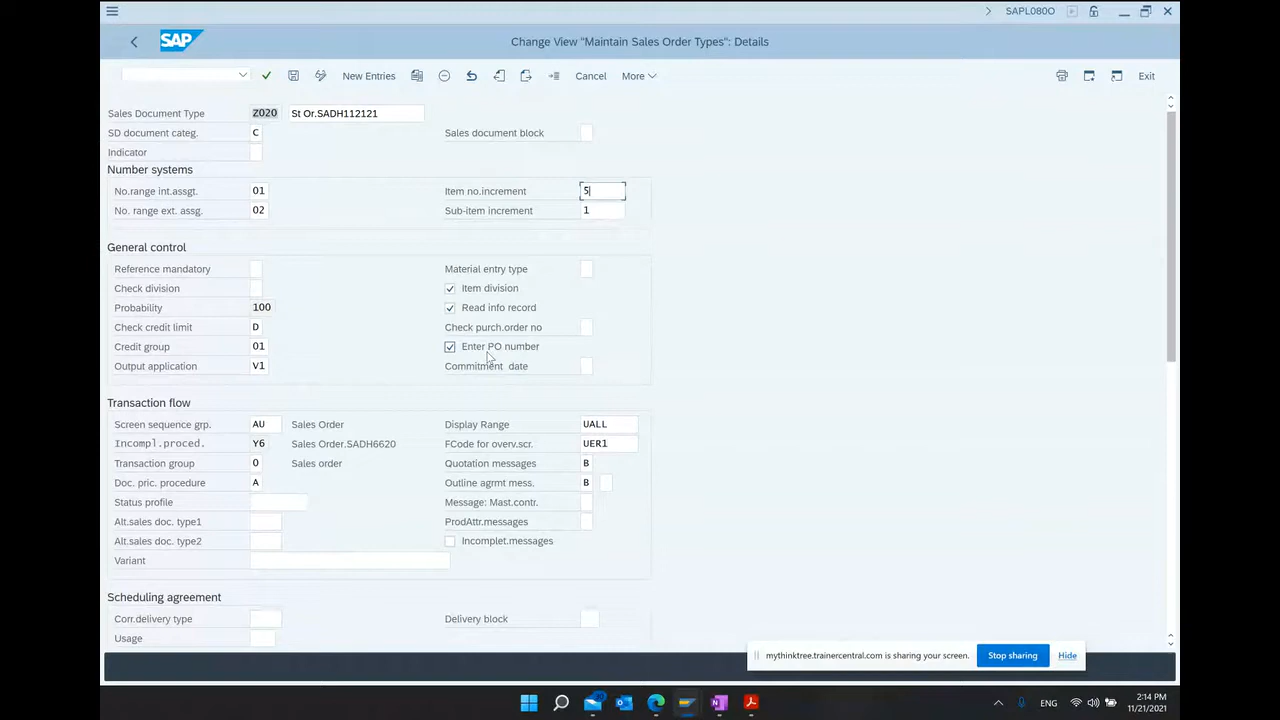 SAPL080O
SAP Change View "Maintain Sales Order Types": Details
New Entries Cancel More Exit
Sales Document Type Z020 St Or.SADH112121
SD document categ. C Sales document block
Indicator
Number systems
No.range int.assgt. 01 Item no.increment 5
No. range ext. assg. 02 Sub-item increment 1
General control
Reference mandatory Material entry type
Check division Item division
Probability 100 Read info record
Check credit limit D Check purch.order no
Credit group 01 Enter PO number
Output application V1 Commitment date
Transaction flow
Screen sequence grp. AU Sales Order Display Range UALL
Incompl.proced. Y6 Sales Order.SADH6620 FCode for overv.scr. UER1
Transaction group 0 Sales order Quotation messages B
Doc. pric. procedure A Outline agrmt mess. B
Status profile Message: Mast.contr.
Alt.sales doc. type1 ProdAttr.messages
Alt.sales doc. type2 Incomplet.messages
Variant
Scheduling agreement
Corr.delivery type Delivery block
Usage
mythinktree.trainercentral.com is sharing your screen. Stop sharing Hide
ENG 2:14 PM
11/21/2021